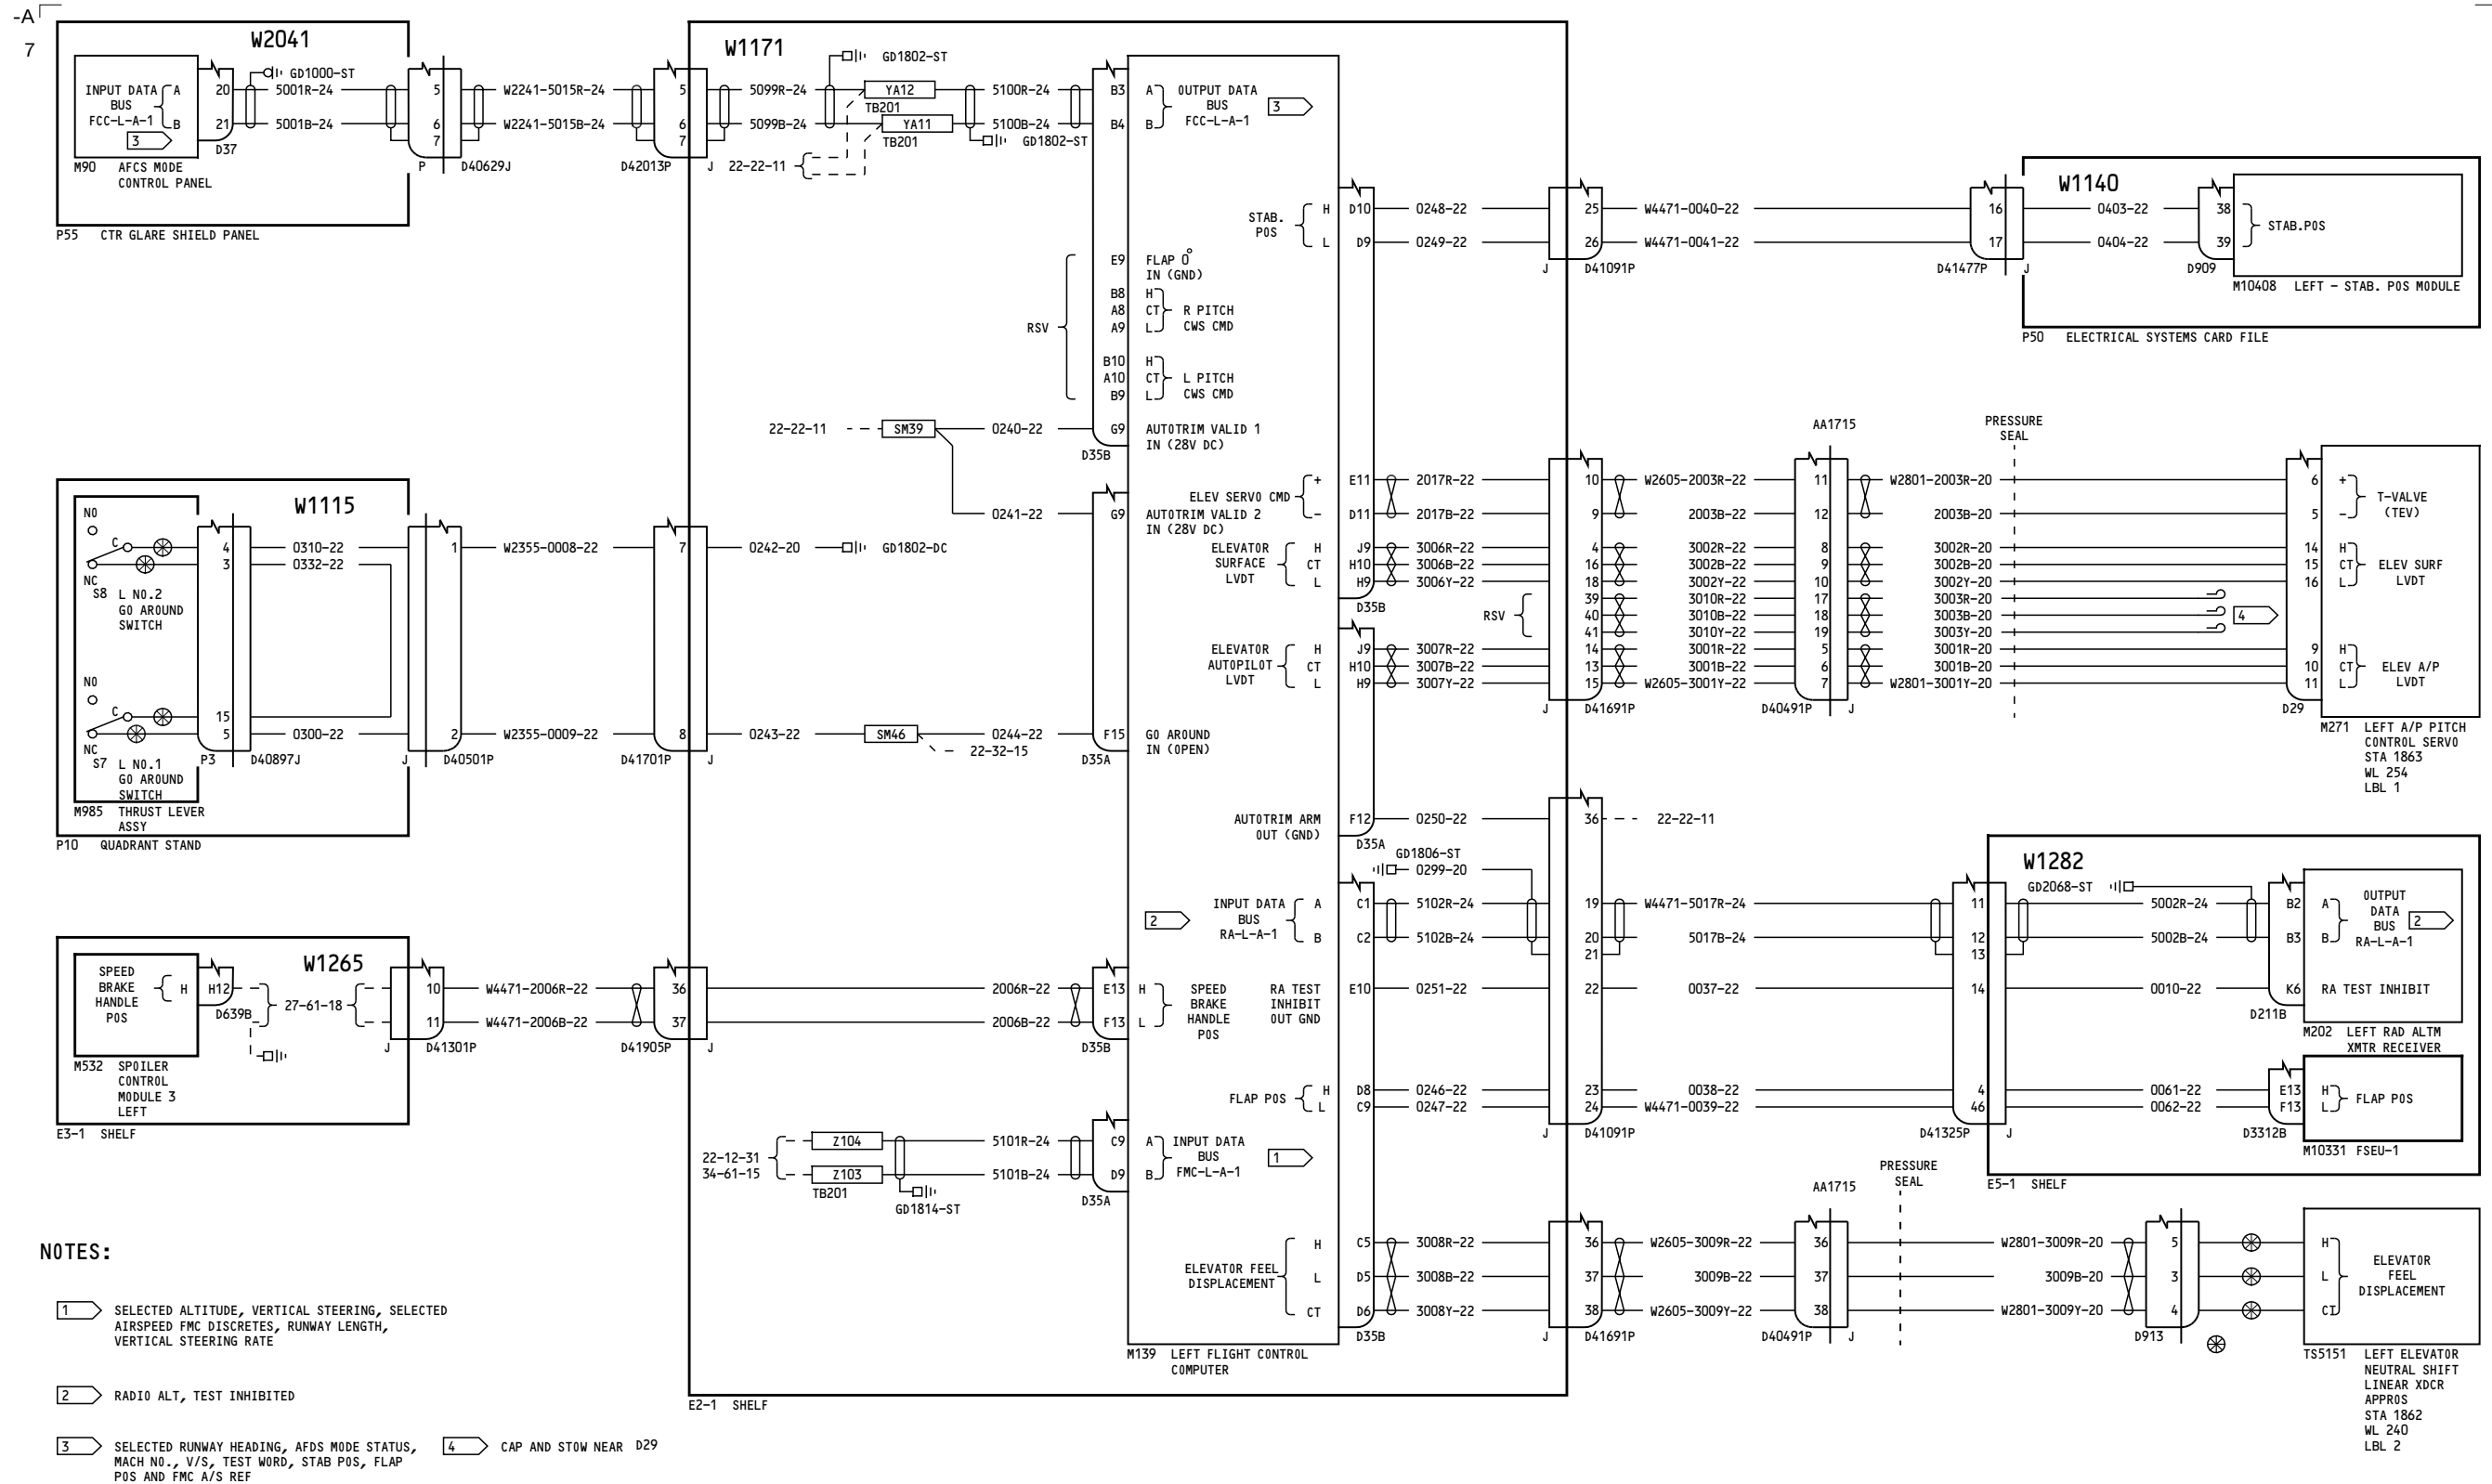 -A
7
W2041
INPUT DATA
BUS
FCC-L-A-1
A
B
3
20
21
D37
GD1000-ST
5001R-24
5001B-24
M90 AFCS MODE
CONTROL PANEL
P55 CTR GLARE SHIELD PANEL
5
6
7
P D40629J
W2241-5015R-24
W2241-5015B-24
5
6
7
D42013P J
W1171
5099R-24
5099B-24
GD1802-ST
YA12
TB201
YA11
TB201
22-22-11
5100R-24
5100B-24
GD1802-ST
B3
B4
A
B
OUTPUT DATA
BUS
FCC-L-A-1
3
STAB.
POS
H
L
D10
D9
0248-22
0249-22
25
26
J D41091P
W4471-0040-22
W4471-0041-22
16
17
D41477P J
W1140
0403-22
0404-22
38
39
D909
STAB.POS
M10408 LEFT - STAB. POS MODULE
P50 ELECTRICAL SYSTEMS CARD FILE
RSV
E9 FLAP 0°
IN (GND)
B8 H
A8 CT R PITCH
A9 L CWS CMD
B10 H
A10 CT L PITCH
B9 L CWS CMD
22-22-11
SM39
0240-22
G9 AUTOTRIM VALID 1
IN (28V DC)
D35B
0241-22
G9 AUTOTRIM VALID 2
IN (28V DC)
ELEV SERVO CMD
+
-
E11
D11
2017R-22
2017B-22
ELEVATOR
SURFACE
LVDT
H
CT
L
J9
H10
H9
3006R-22
3006B-22
3006Y-22
D35B
RSV
ELEVATOR
AUTOPILOT
LVDT
H
CT
L
J9
H10
H9
3007R-22
3007B-22
3007Y-22
10
9
4
16
18
39
40
41
14
13
15
J D41691P
W2605-2003R-22
2003B-22
3002R-22
3002B-22
3002Y-22
3010R-22
3010B-22
3010Y-22
3001R-22
3001B-22
W2605-3001Y-22
AA1715
11
12
8
9
10
17
18
19
5
6
7
D40491P J
W2801-2003R-20
2003B-20
3002R-20
3002B-20
3002Y-20
3003R-20
3003B-20
3003Y-20
3001R-20
3001B-20
W2801-3001Y-20
PRESSURE
SEAL
4
6
5
14
15
16
9
10
11
D29
+
-
T-VALVE
(TEV)
H
CT
L
ELEV SURF
LVDT
H
CT
L
ELEV A/P
LVDT
M271 LEFT A/P PITCH
CONTROL SERVO
STA 1863
WL 254
LBL 1
W1115
NO
C
NC
S8 L NO.2
GO AROUND
SWITCH
NO
C
NC
S7 L NO.1
GO AROUND
SWITCH
M985 THRUST LEVER
ASSY
P10 QUADRANT STAND
4
3
15
5
P3 D40897J
0310-22
0332-22
0300-22
1
2
J D40501P
W2355-0008-22
W2355-0009-22
7
8
D41701P J
0242-20
GD1802-DC
0243-22
SM46
22-32-15
0244-22
F15 GO AROUND
IN (OPEN)
D35A
AUTOTRIM ARM
OUT (GND)
F12
D35A
0250-22
36
22-22-11
GD1806-ST
0299-20
2
INPUT DATA
BUS
RA-L-A-1
A
B
C1
C2
5102R-24
5102B-24
19
20
21
W4471-5017R-24
5017B-24
11
12
13
W1282
GD2068-ST
5002R-24
5002B-24
B2
B3
A
B
OUTPUT
DATA
BUS
RA-L-A-1
2
RA TEST
INHIBIT
OUT GND
E10
0251-22
22
0037-22
14
0010-22
K6
RA TEST INHIBIT
D211B
M202 LEFT RAD ALTM
XMTR RECEIVER
FLAP POS
H
L
D8
C9
0246-22
0247-22
23
24
J D41091P
0038-22
W4471-0039-22
4
46
D41325P J
0061-22
0062-22
E13
F13
D3312B
H
L
FLAP POS
M10331 FSEU-1
E5-1 SHELF
W1265
SPEED
BRAKE
HANDLE
POS
H
H12
D639B
27-61-18
M532 SPOILER
CONTROL
MODULE 3
LEFT
E3-1 SHELF
10
11
J D41301P
W4471-2006R-22
W4471-2006B-22
36
37
D41905P J
2006R-22
2006B-22
E13
F13
D35B
H
L
SPEED
BRAKE
HANDLE
POS
22-12-31
34-61-15
Z104
Z103
TB201
GD1814-ST
5101R-24
5101B-24
C9
D9
D35A
A
B
INPUT DATA
BUS
FMC-L-A-1
1
ELEVATOR FEEL
DISPLACEMENT
H
L
CT
C5
D5
D6
D35B
3008R-22
3008B-22
3008Y-22
36
37
38
J D41691P
W2605-3009R-22
3009B-22
W2605-3009Y-22
AA1715
36
37
38
D40491P J
PRESSURE
SEAL
W2801-3009R-20
3009B-20
W2801-3009Y-20
5
3
4
D913
H
L
CT
ELEVATOR
FEEL
DISPLACEMENT
TS5151 LEFT ELEVATOR
NEUTRAL SHIFT
LINEAR XDCR
APPROS
STA 1862
WL 240
LBL 2
M139 LEFT FLIGHT CONTROL
COMPUTER
E2-1 SHELF
NOTES:
1 SELECTED ALTITUDE, VERTICAL STEERING, SELECTED
AIRSPEED FMC DISCRETES, RUNWAY LENGTH,
VERTICAL STEERING RATE
2 RADIO ALT, TEST INHIBITED
3 SELECTED RUNWAY HEADING, AFDS MODE STATUS,
MACH NO., V/S, TEST WORD, STAB POS, FLAP
POS AND FMC A/S REF
4 CAP AND STOW NEAR D29